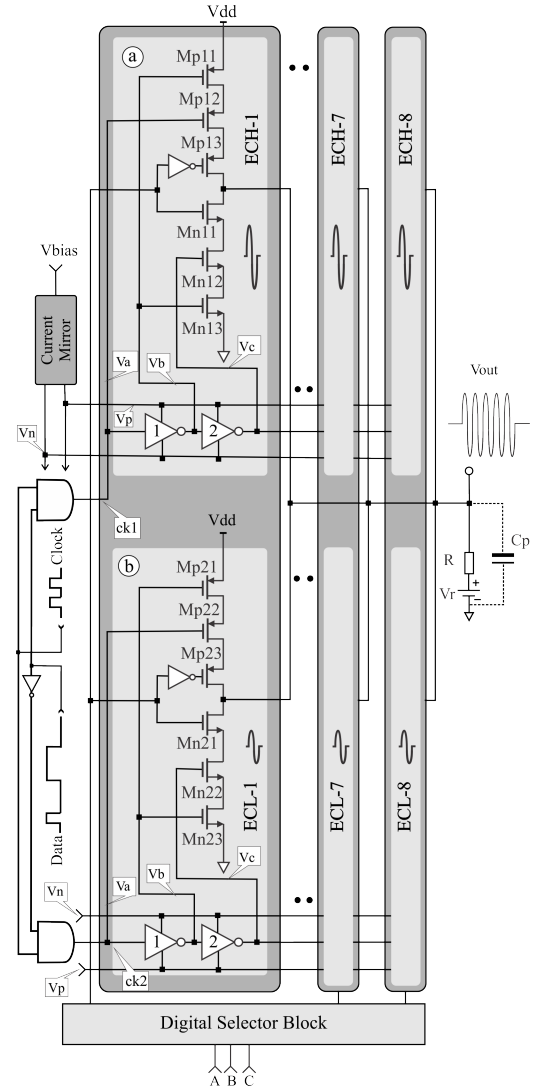 Vdd
a
Mp11
Mp12
Mp13
Mn11
Mn12
Mn13
ECH-1
ECH-7
ECH-8
Vbias
Current
Mirror
Va
Vb
Vc
Vp
Vn
1
2
ck1
Vout
R
Cp
Vr
+
−
Clock
Data
Vdd
b
Mp21
Mp22
Mp23
Mn21
Mn22
Mn23
ECL-1
ECL-7
ECL-8
Vn
Va
Vb
Vc
1
2
ck2
Vp
Digital Selector Block
A B C